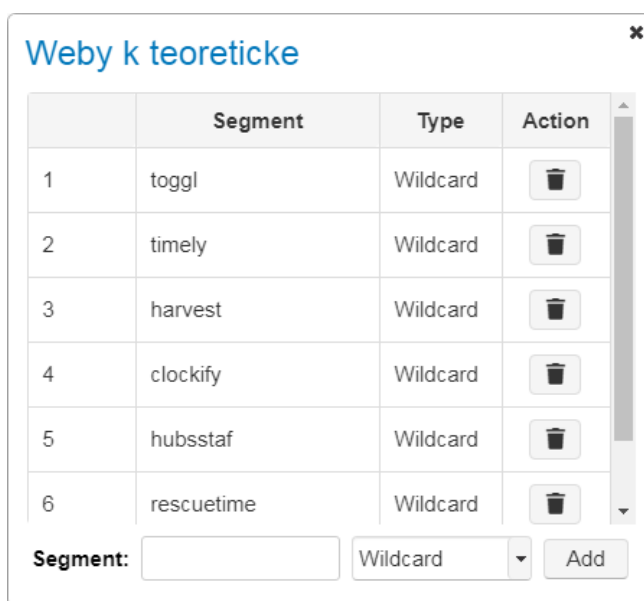 Weby k teoreticke
Segment Type Action
1 toggl Wildcard
2 timely Wildcard
3 harvest Wildcard
4 clockify Wildcard
5 hubsstaf Wildcard
6 rescuetime Wildcard
Segment: Wildcard Add